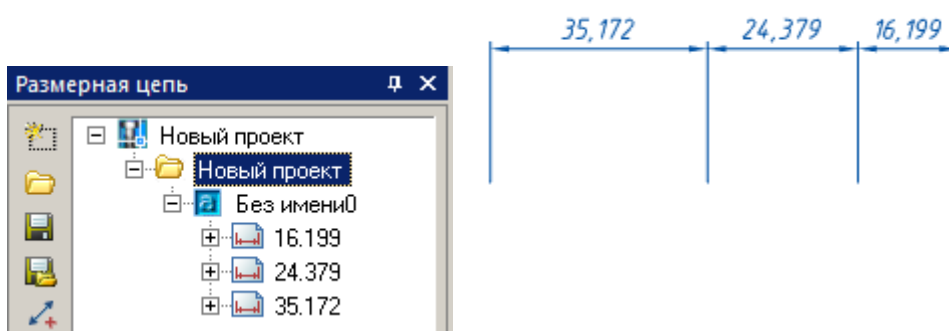 35,172 24,379 16,199
Размерная цепь
Новый проект
Новый проект
Без имени0
16.199
24.379
35.172